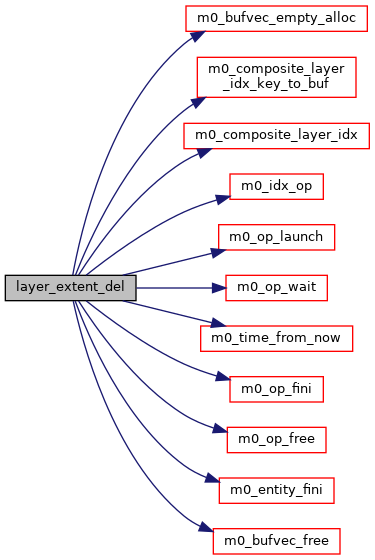 m0_bufvec_empty_alloc
m0_composite_layer
_idx_key_to_buf
m0_composite_layer_idx
m0_idx_op
m0_op_launch
layer_extent_del
m0_op_wait
m0_time_from_now
m0_op_fini
m0_op_free
m0_entity_fini
m0_bufvec_free